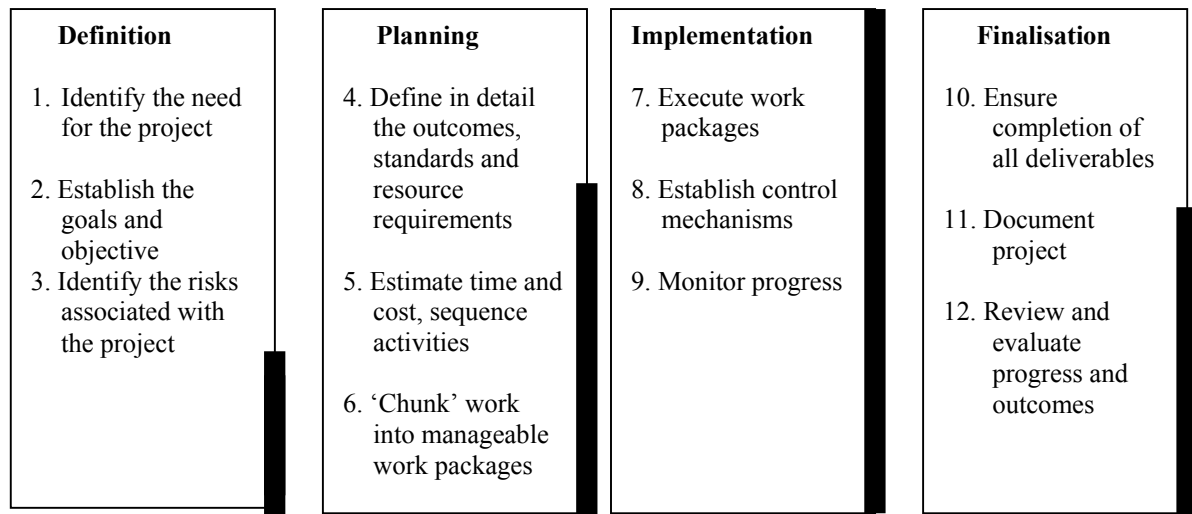 Definition
1. Identify the need
for the project
2. Establish the
goals and
objective
3. Identify the risks
associated with
the project
Planning
4. Define in detail
the outcomes,
standards and
resource
requirements
5. Estimate time and
cost, sequence
activities
6. ‘Chunk’ work
into manageable
work packages
Implementation
7. Execute work
packages
8. Establish control
mechanisms
9. Monitor progress
Finalisation
10. Ensure
completion of
all deliverables
11. Document
project
12. Review and
evaluate
progress and
outcomes